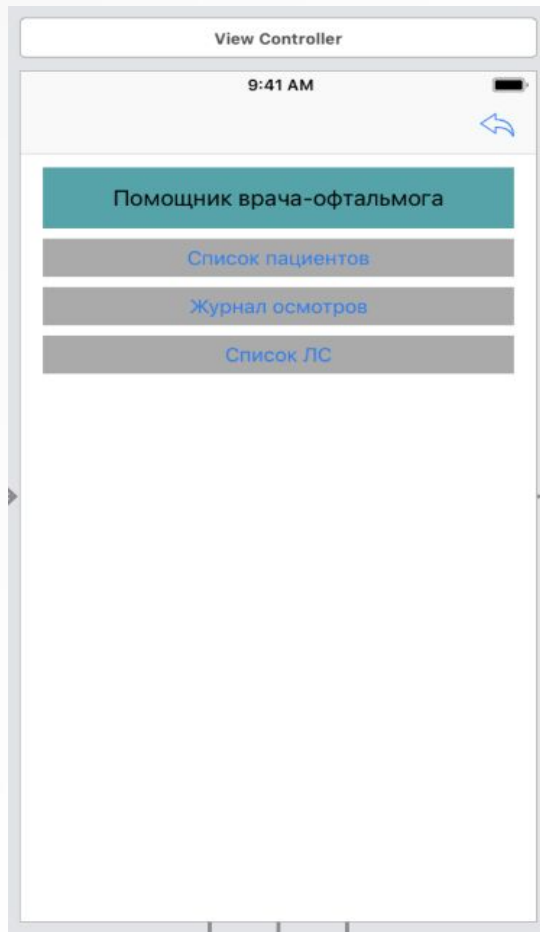 View Controller
9:41 AM
Помощник врача-офтальмога
Список пациентов
Журнал осмотров
Список ЛС